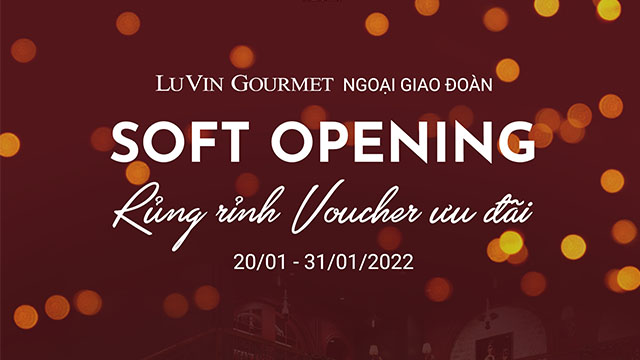 LUVIN GOURMET NGOẠI GIAO ĐOÀN
SOFT OPENING
Rủng rỉnh Voucher ưu đãi
20/01 - 31/01/2022